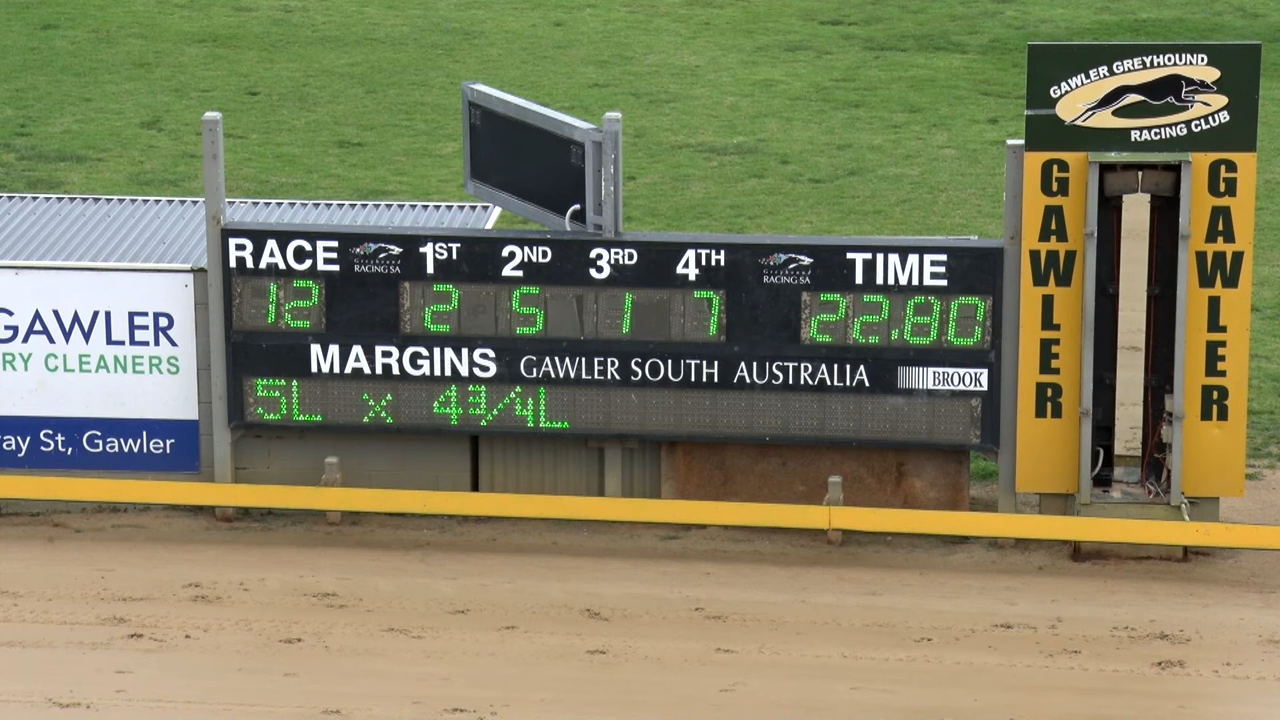 GAWLER GREYHOUND
RACING CLUB
GAWLER
GAWLER
RACE Greyhound RACING SA 1ST 2ND 3RD 4TH Greyhound RACING SA TIME
12 2 5 1 7 22.80
MARGINS GAWLER SOUTH AUSTRALIA BROOK
5L x 4 3/4L
GAWLER
RY CLEANERS
ray St, Gawler